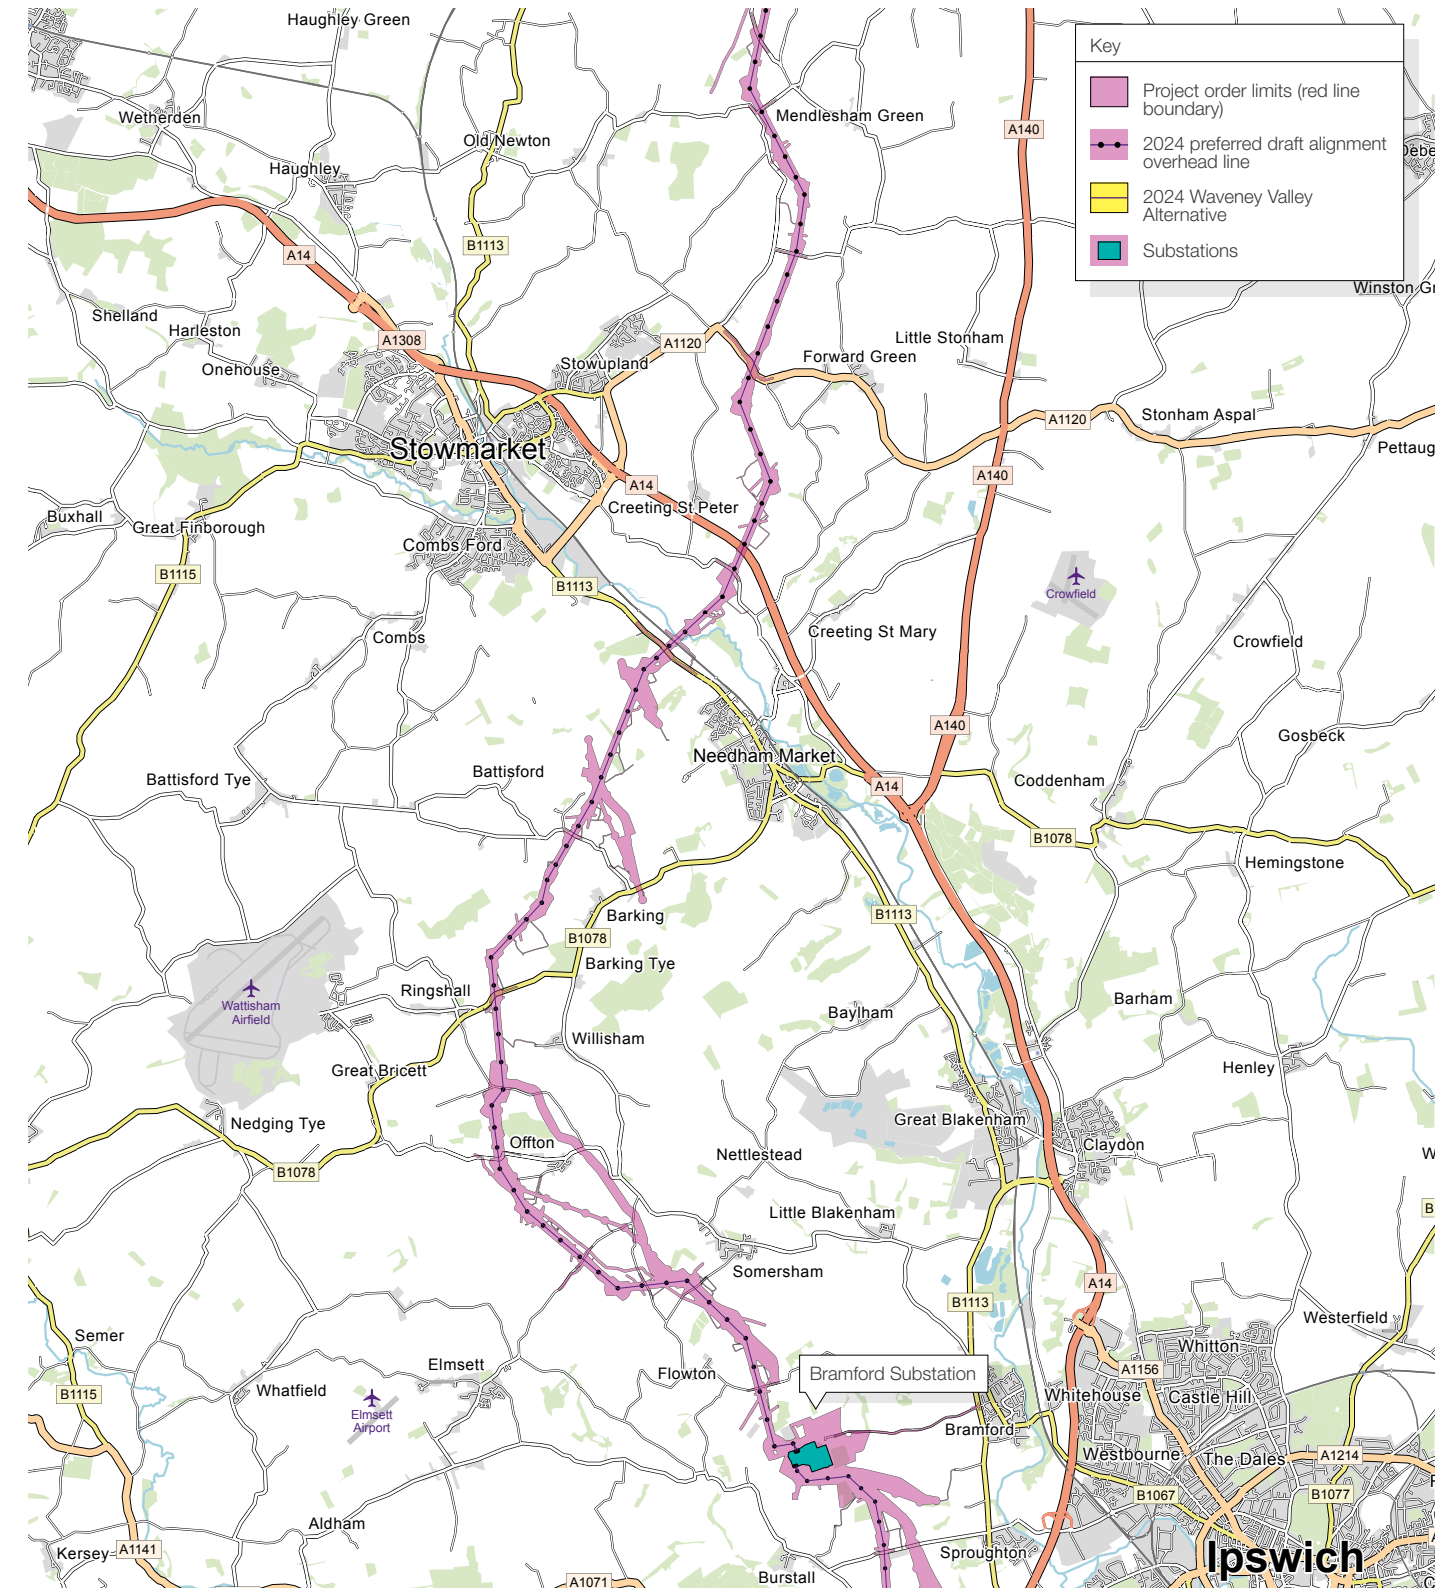 Haughley Green
Key
Project order limits (red line
boundary)
2024 preferred draft alignment
overhead line
2024 Waveney Valley
Alternative
Substations
Wetherden
Mendlesham Green
A140
Old Newton
Debe
Haughley
B1113
A14
Winston Gr
Shelland
Harleston
A1308
A1120
Little Stonham
Onehouse
Stowupland
Forward Green
A1120
Stonham Aspal
Stowmarket
Pettaug
A140
A14
Creeting St Peter
Buxhall
Great Finborough
Combs Ford
B1115
B1113
Crowfield
Combs
Creeting St Mary
Crowfield
A140
Gosbeck
Needham Market
Battisford Tye
Battisford
A14
Coddenham
B1078
Hemingstone
Barking
B1113
B1078
Barking Tye
Ringshall
Wattisham
Airfield
Barham
Baylham
Willisham
Great Bricett
Henley
Nedging Tye
Great Blakenham
Offton
Claydon
Nettlestead
W
B1078
Little Blakenham
B
Somersham
A14
B1113
Westerfield
Semer
Whitton
Elmsett
Flowton
Bramford Substation
A1156
B1115
Whatfield
Whitehouse
Castle Hill
Elmsett
Airport
Bramford
Westbourne
The Dales
A1214
B1067
B1077
Aldham
Kersey
A1141
Sproughton
Ipswich
A1071
Burstall